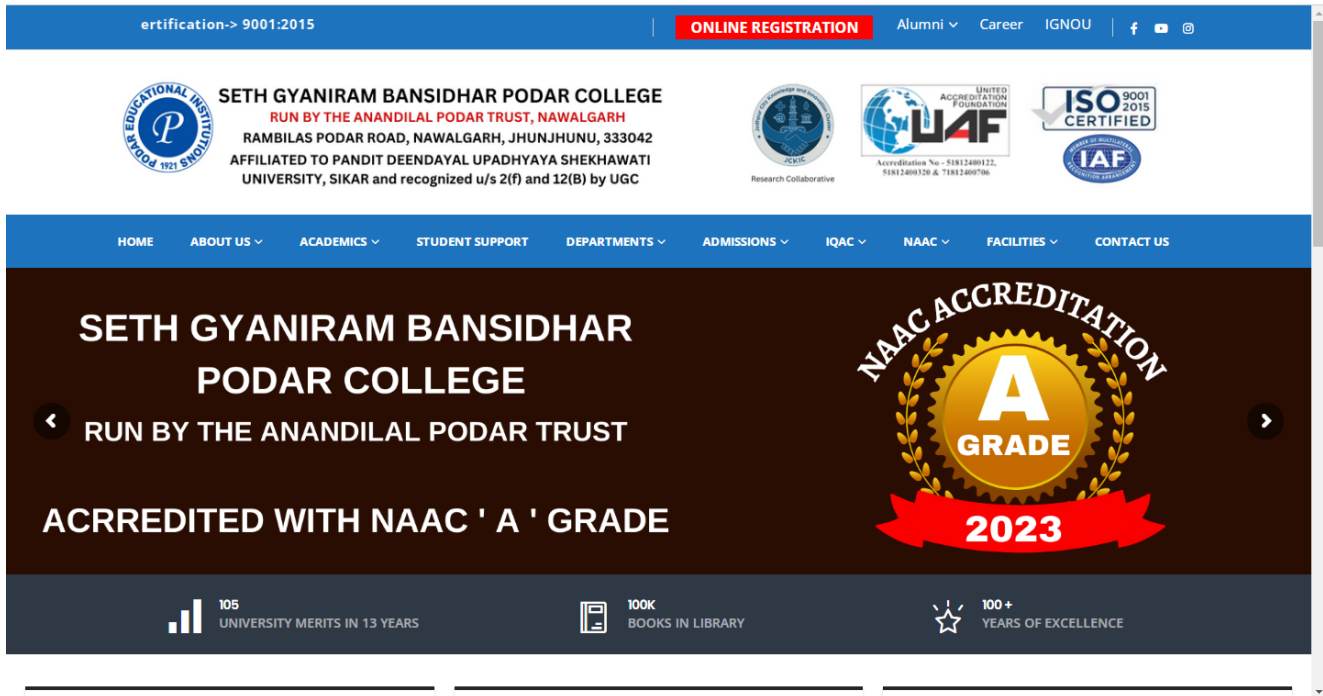 ertification-> 9001:2015
ONLINE REGISTRATION
Alumni
Career
IGNOU
PODAR EDUCATIONAL INSTITUTIONS
P
1921
SETH GYANIRAM BANSIDHAR PODAR COLLEGE
RUN BY THE ANANDILAL PODAR TRUST, NAWALGARH
RAMBILAS PODAR ROAD, NAWALGARH, JHUNJHUNU, 333042
AFFILIATED TO PANDIT DEENDAYAL UPADHYAYA SHEKHAWATI
UNIVERSITY, SIKAR and recognized u/s 2(f) and 12(B) by UGC
JCKIC
Research Collaborative
UNITED
ACCREDITATION
FOUNDATION
UAF
Accreditation No - 51812400122,
51812400320 & 71812400706
ISO 9001
2015
CERTIFIED
IAF
HOME
ABOUT US
ACADEMICS
STUDENT SUPPORT
DEPARTMENTS
ADMISSIONS
IQAC
NAAC
FACILITIES
CONTACT US
SETH GYANIRAM BANSIDHAR
PODAR COLLEGE
RUN BY THE ANANDILAL PODAR TRUST
ACRREDITED WITH NAAC ' A ' GRADE
NAAC ACCREDITATION
A
GRADE
2023
105
UNIVERSITY MERITS IN 13 YEARS
100K
BOOKS IN LIBRARY
100 +
YEARS OF EXCELLENCE